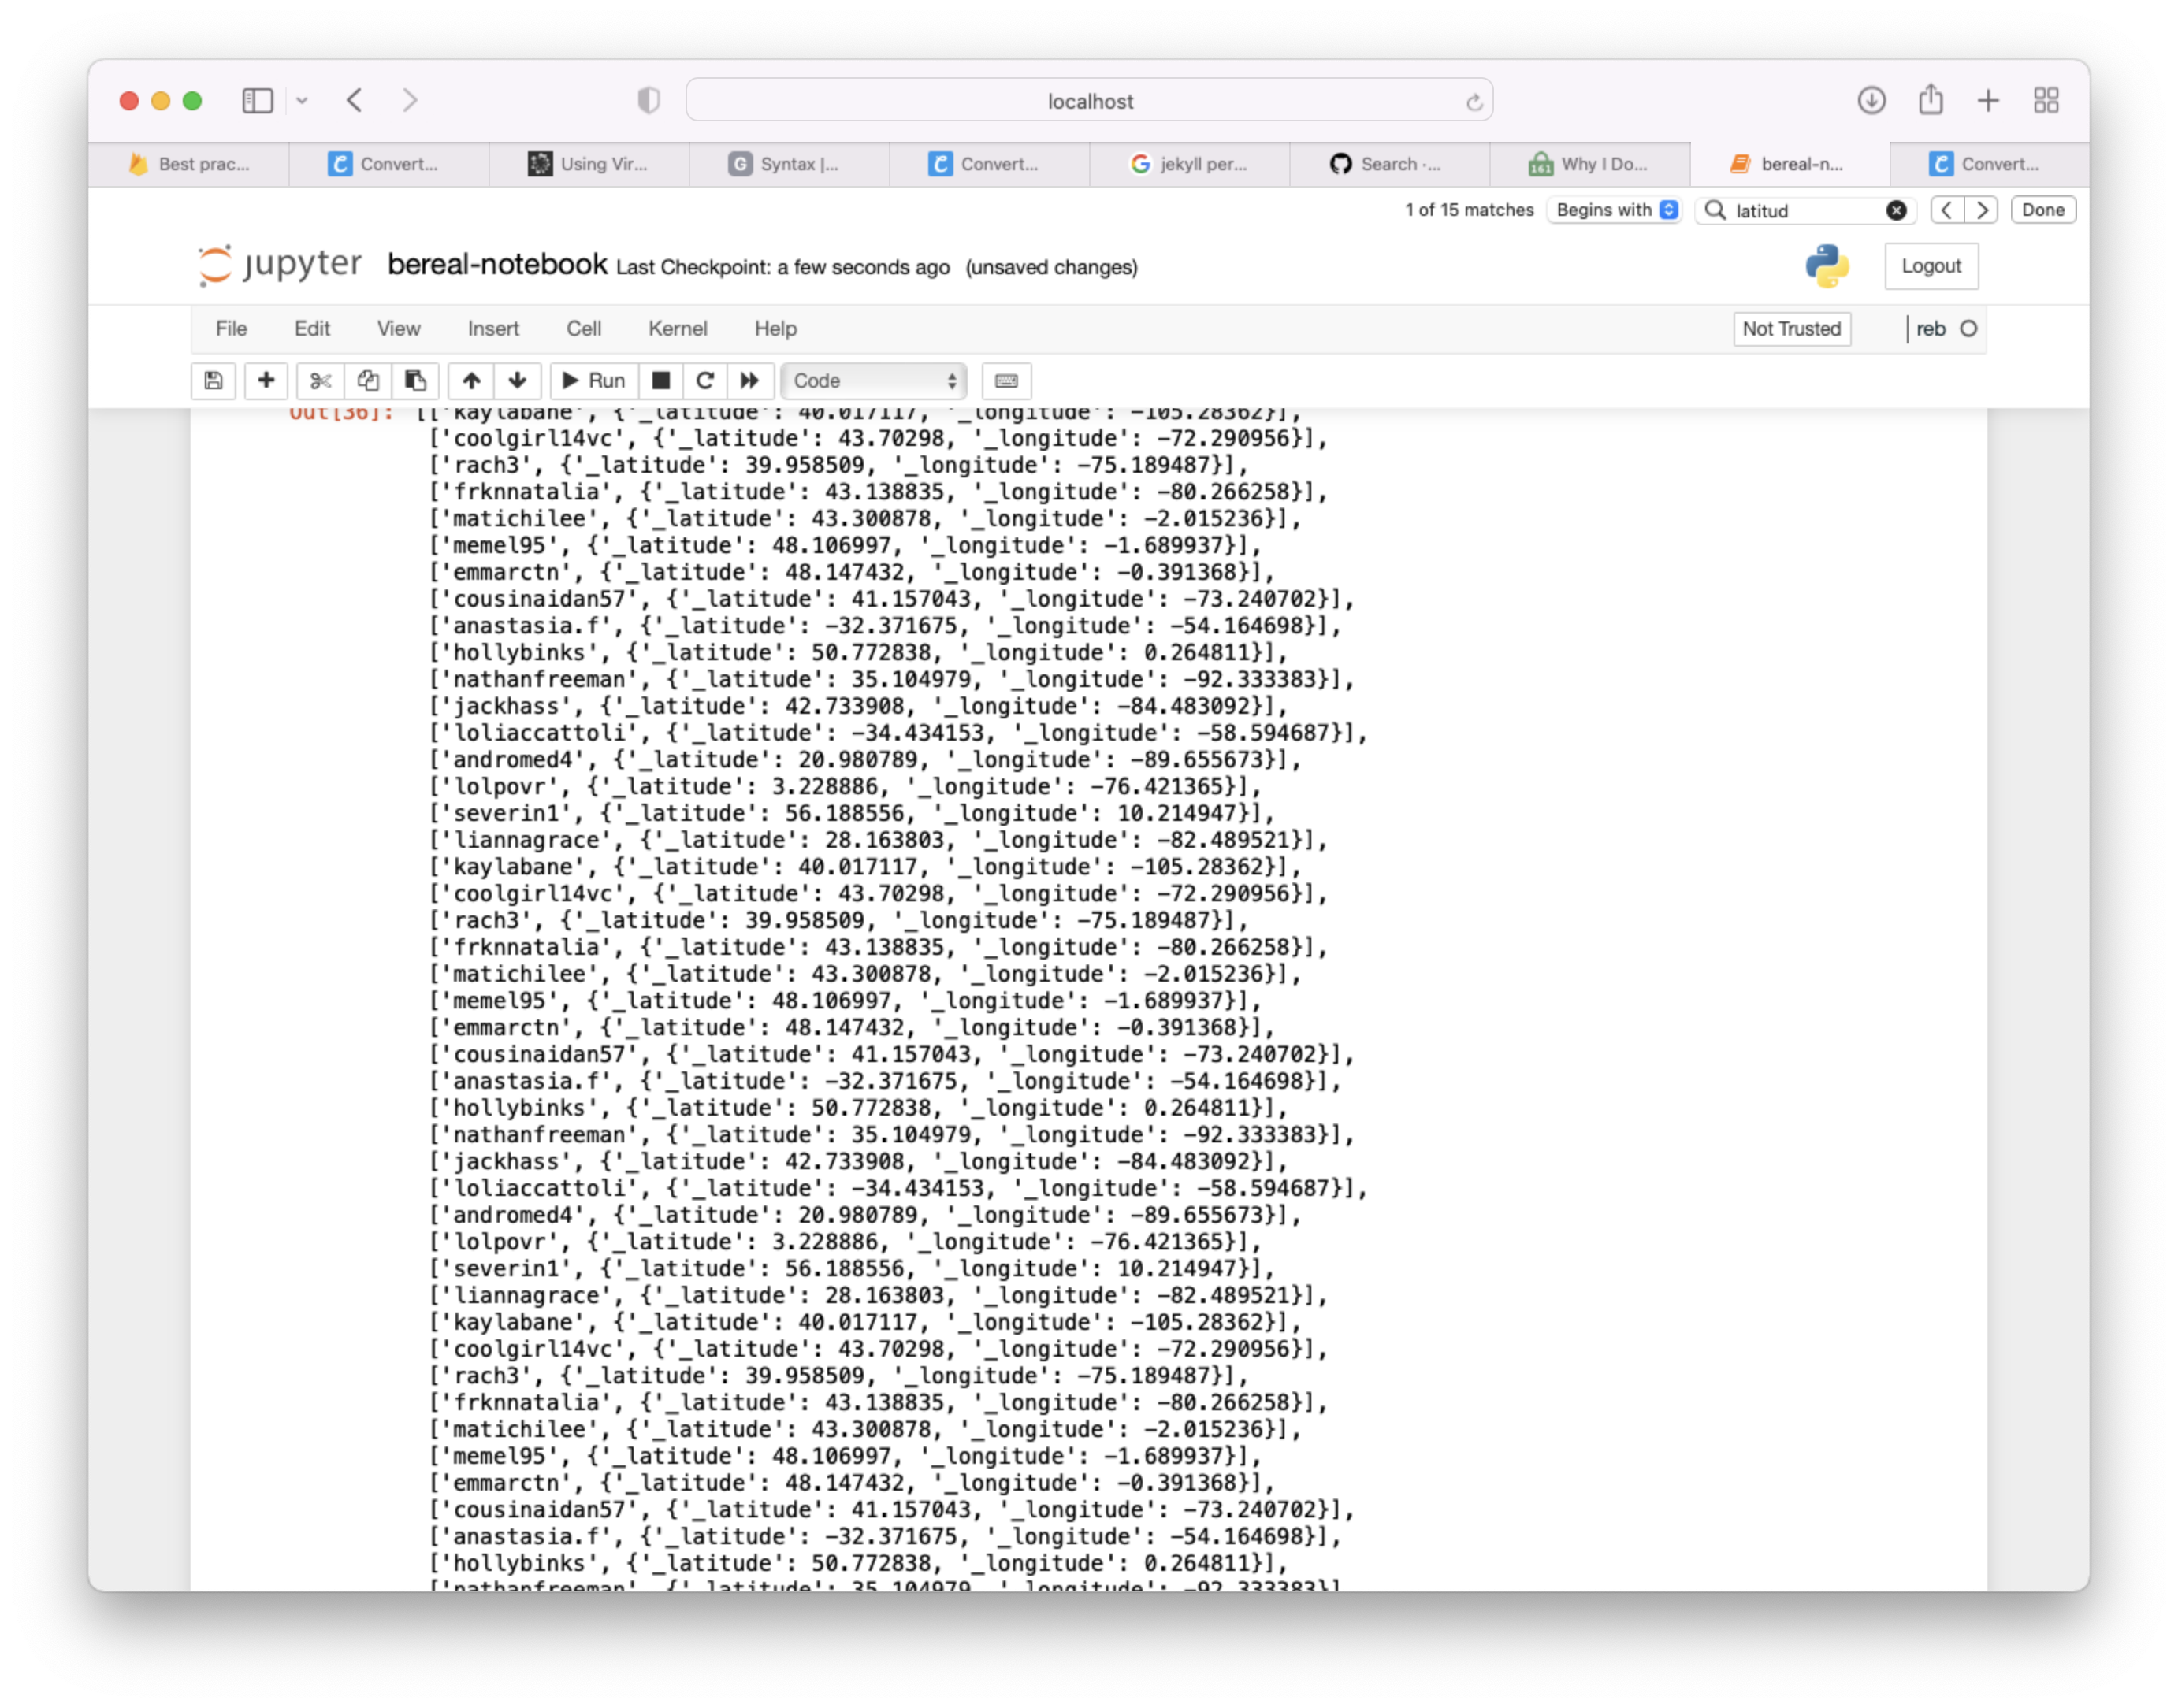 localhost
Best prac...
Convert...
Using Vir...
Syntax |...
Convert...
jekyll per...
Search ·...
161
Why I Do...
bereal-n...
Convert...
1 of 15 matches Begins with latitud Done
jupyter bereal-notebook Last Checkpoint: a few seconds ago (unsaved changes) Logout
File Edit View Insert Cell Kernel Help Not Trusted reb
Run Code
Out[36]: [['kaylabane', {'_latitude': 40.017117, '_longitude': -105.28362}],
['coolgirl14vc', {'_latitude': 43.70298, '_longitude': -72.290956}],
['rach3', {'_latitude': 39.958509, '_longitude': -75.189487}],
['frknnatalia', {'_latitude': 43.138835, '_longitude': -80.266258}],
['matichilee', {'_latitude': 43.300878, '_longitude': -2.015236}],
['memel95', {'_latitude': 48.106997, '_longitude': -1.689937}],
['emmarctn', {'_latitude': 48.147432, '_longitude': -0.391368}],
['cousinaidan57', {'_latitude': 41.157043, '_longitude': -73.240702}],
['anastasia.f', {'_latitude': -32.371675, '_longitude': -54.164698}],
['hollybinks', {'_latitude': 50.772838, '_longitude': 0.264811}],
['nathanfreeman', {'_latitude': 35.104979, '_longitude': -92.333383}],
['jackhass', {'_latitude': 42.733908, '_longitude': -84.483092}],
['loliaccattoli', {'_latitude': -34.434153, '_longitude': -58.594687}],
['andromed4', {'_latitude': 20.980789, '_longitude': -89.655673}],
['lolpovr', {'_latitude': 3.228886, '_longitude': -76.421365}],
['severin1', {'_latitude': 56.188556, '_longitude': 10.214947}],
['liannagrace', {'_latitude': 28.163803, '_longitude': -82.489521}],
['kaylabane', {'_latitude': 40.017117, '_longitude': -105.28362}],
['coolgirl14vc', {'_latitude': 43.70298, '_longitude': -72.290956}],
['rach3', {'_latitude': 39.958509, '_longitude': -75.189487}],
['frknnatalia', {'_latitude': 43.138835, '_longitude': -80.266258}],
['matichilee', {'_latitude': 43.300878, '_longitude': -2.015236}],
['memel95', {'_latitude': 48.106997, '_longitude': -1.689937}],
['emmarctn', {'_latitude': 48.147432, '_longitude': -0.391368}],
['cousinaidan57', {'_latitude': 41.157043, '_longitude': -73.240702}],
['anastasia.f', {'_latitude': -32.371675, '_longitude': -54.164698}],
['hollybinks', {'_latitude': 50.772838, '_longitude': 0.264811}],
['nathanfreeman', {'_latitude': 35.104979, '_longitude': -92.333383}],
['jackhass', {'_latitude': 42.733908, '_longitude': -84.483092}],
['loliaccattoli', {'_latitude': -34.434153, '_longitude': -58.594687}],
['andromed4', {'_latitude': 20.980789, '_longitude': -89.655673}],
['lolpovr', {'_latitude': 3.228886, '_longitude': -76.421365}],
['severin1', {'_latitude': 56.188556, '_longitude': 10.214947}],
['liannagrace', {'_latitude': 28.163803, '_longitude': -82.489521}],
['kaylabane', {'_latitude': 40.017117, '_longitude': -105.28362}],
['coolgirl14vc', {'_latitude': 43.70298, '_longitude': -72.290956}],
['rach3', {'_latitude': 39.958509, '_longitude': -75.189487}],
['frknnatalia', {'_latitude': 43.138835, '_longitude': -80.266258}],
['matichilee', {'_latitude': 43.300878, '_longitude': -2.015236}],
['memel95', {'_latitude': 48.106997, '_longitude': -1.689937}],
['emmarctn', {'_latitude': 48.147432, '_longitude': -0.391368}],
['cousinaidan57', {'_latitude': 41.157043, '_longitude': -73.240702}],
['anastasia.f', {'_latitude': -32.371675, '_longitude': -54.164698}],
['hollybinks', {'_latitude': 50.772838, '_longitude': 0.264811}],
['nathanfreeman', {'_latitude': 35.104979, '_longitude': -92.333383}]